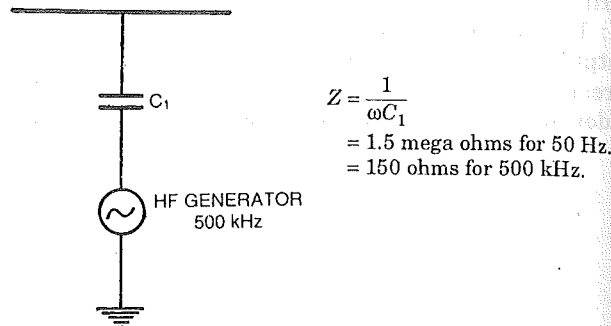 C₁
HF GENERATOR
500 kHz
Z = 1/ωC₁
= 1.5 mega ohms for 50 Hz.
= 150 ohms for 500 kHz.